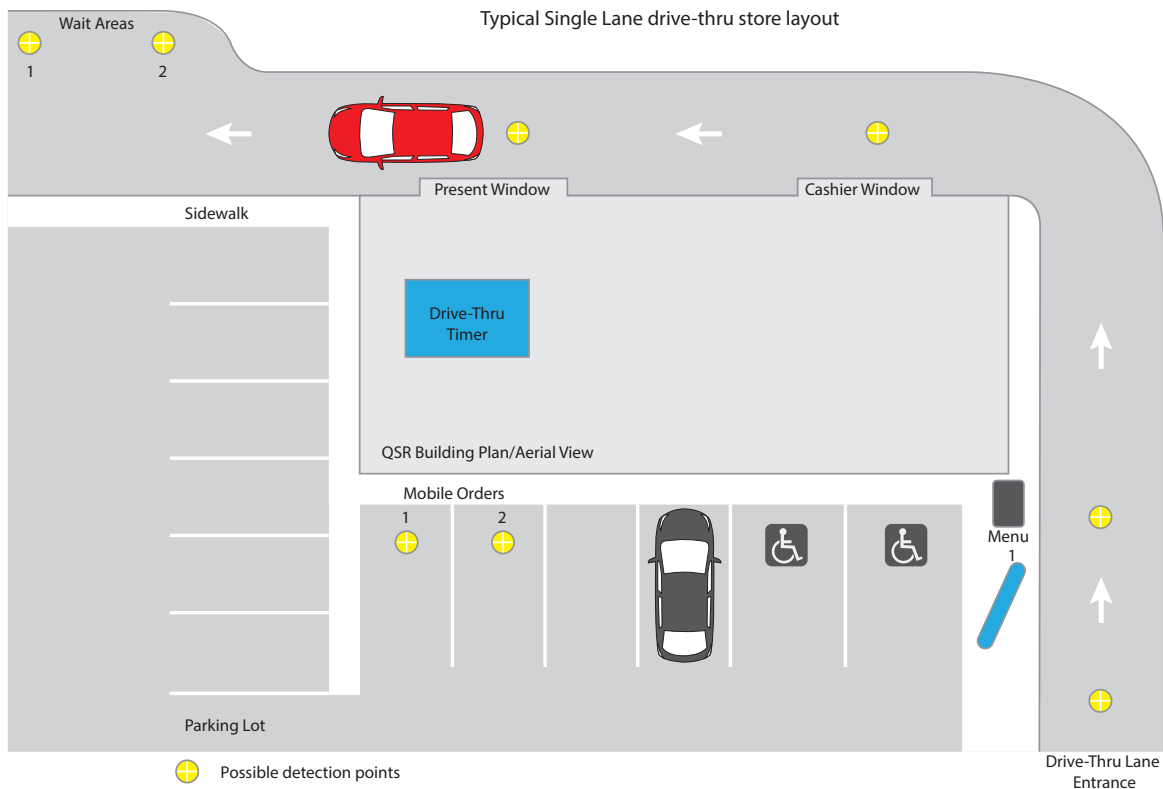 Typical Single Lane drive-thru store layout
Wait Areas
1
2
Present Window
Cashier Window
Sidewalk
Drive-Thru
Timer
QSR Building Plan/Aerial View
Mobile Orders
1
2
Menu
1
Parking Lot
Drive-Thru Lane
Entrance
Possible detection points